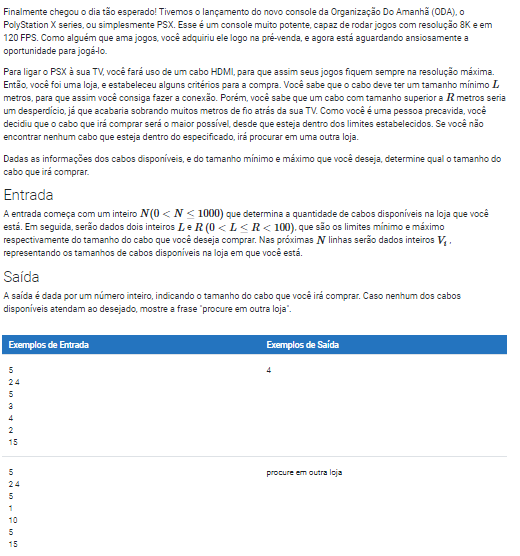 Finalmente chegou o dia tão esperado! Tivemos o lançamento do novo console da Organização Do Amanhã (ODA), o
PolyStation X series, ou simplesmente PSX. Esse é um console muito potente, capaz de rodar jogos com resolução 8K e em
120 FPS. Como alguém que ama jogos, você adquiriu ele logo na pré-venda, e agora está aguardando ansiosamente a
oportunidade para jogá-lo.
Para ligar o PSX à sua TV, você fará uso de um cabo HDMI, para que assim seus jogos fiquem sempre na resolução máxima.
Então, você foi uma loja, e estabeleceu alguns critérios para a compra. Você sabe que o cabo deve ter um tamanho mínimo L
metros, para que assim você consiga fazer a conexão. Porém, você sabe que um cabo com tamanho superior a R metros seria
um desperdício, já que acabaria sobrando muitos metros de fio atrás da sua TV. Como você é uma pessoa precavida, você
decidiu que o cabo que irá comprar será o maior possível, desde que esteja dentro dos limites estabelecidos. Se você não
encontrar nenhum cabo que esteja dentro do especificado, irá procurar em uma outra loja.
Dadas as informações dos cabos disponíveis, e do tamanho mínimo e máximo que você deseja, determine qual o tamanho do
cabo que irá comprar.
Entrada
A entrada começa com um inteiro N(0 < N ≤ 1000) que determina a quantidade de cabos disponíveis na loja que você
está. Em seguida, serão dados dois inteiros L e R (0 < L ≤ R < 100), que são os limites mínimo e máximo
respectivamente do tamanho do cabo que você deseja comprar. Nas próximas N linhas serão dados inteiros V_i ,
representando os tamanhos de cabos disponíveis na loja em que você está.
Saída
A saída é dada por um número inteiro, indicando o tamanho do cabo que você irá comprar. Caso nenhum dos cabos
disponíveis atendam ao desejado, mostre a frase "procure em outra loja".
Exemplos de Entrada Exemplos de Saída
5 4
2 4
5
3
4
2
15
5 procure em outra loja
2 4
5
1
10
5
15